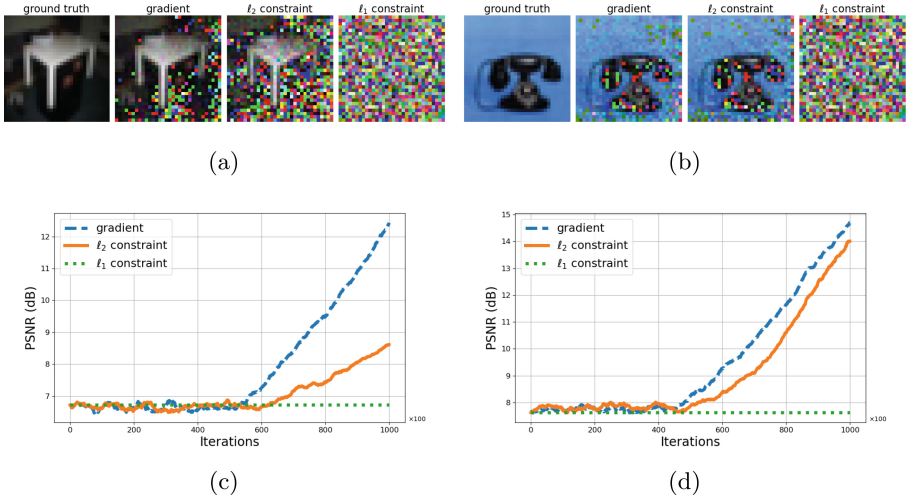 ground truth gradient ℓ₂ constraint ℓ₁ constraint
ground truth gradient ℓ₂ constraint ℓ₁ constraint
(a)
(b)
gradient
ℓ₂ constraint
ℓ₁ constraint
PSNR (dB)
12
11
10
9
8
7
0 200 400 600 800 1000
×100
Iterations
gradient
ℓ₂ constraint
ℓ₁ constraint
PSNR (dB)
15
14
13
12
11
10
9
8
0 200 400 600 800 1000
×100
Iterations
(c)
(d)